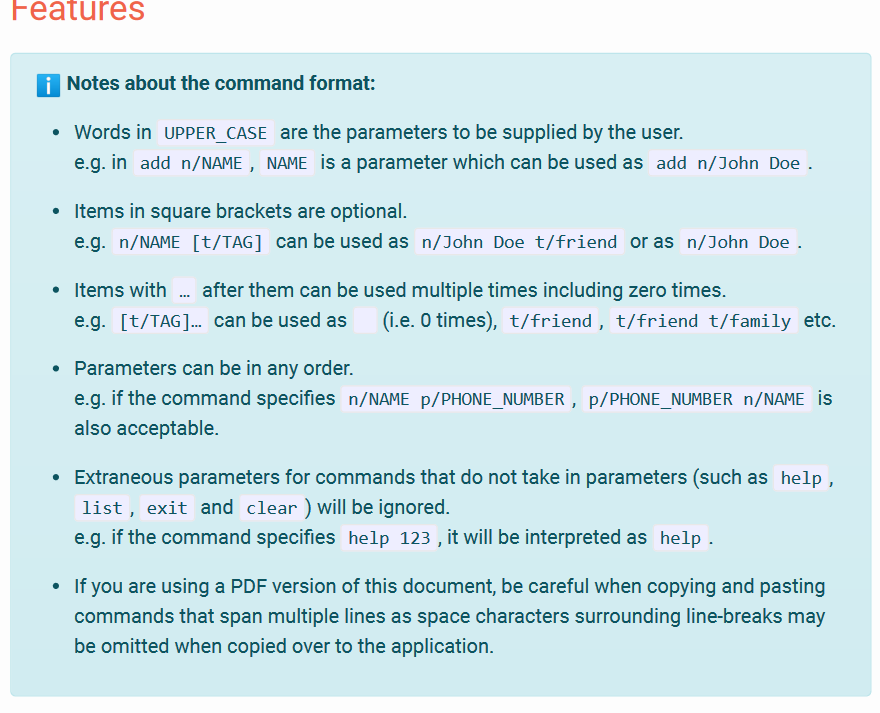 Features
Notes about the command format:
• Words in UPPER_CASE are the parameters to be supplied by the user.
e.g. in add n/NAME, NAME is a parameter which can be used as add n/John Doe.
• Items in square brackets are optional.
e.g. n/NAME [t/TAG] can be used as n/John Doe t/friend or as n/John Doe.
• Items with … after them can be used multiple times including zero times.
e.g. [t/TAG]… can be used as   (i.e. 0 times), t/friend, t/friend t/family etc.
• Parameters can be in any order.
e.g. if the command specifies n/NAME p/PHONE_NUMBER, p/PHONE_NUMBER n/NAME is
also acceptable.
• Extraneous parameters for commands that do not take in parameters (such as help,
list, exit and clear) will be ignored.
e.g. if the command specifies help 123, it will be interpreted as help.
• If you are using a PDF version of this document, be careful when copying and pasting
commands that span multiple lines as space characters surrounding line-breaks may
be omitted when copied over to the application.